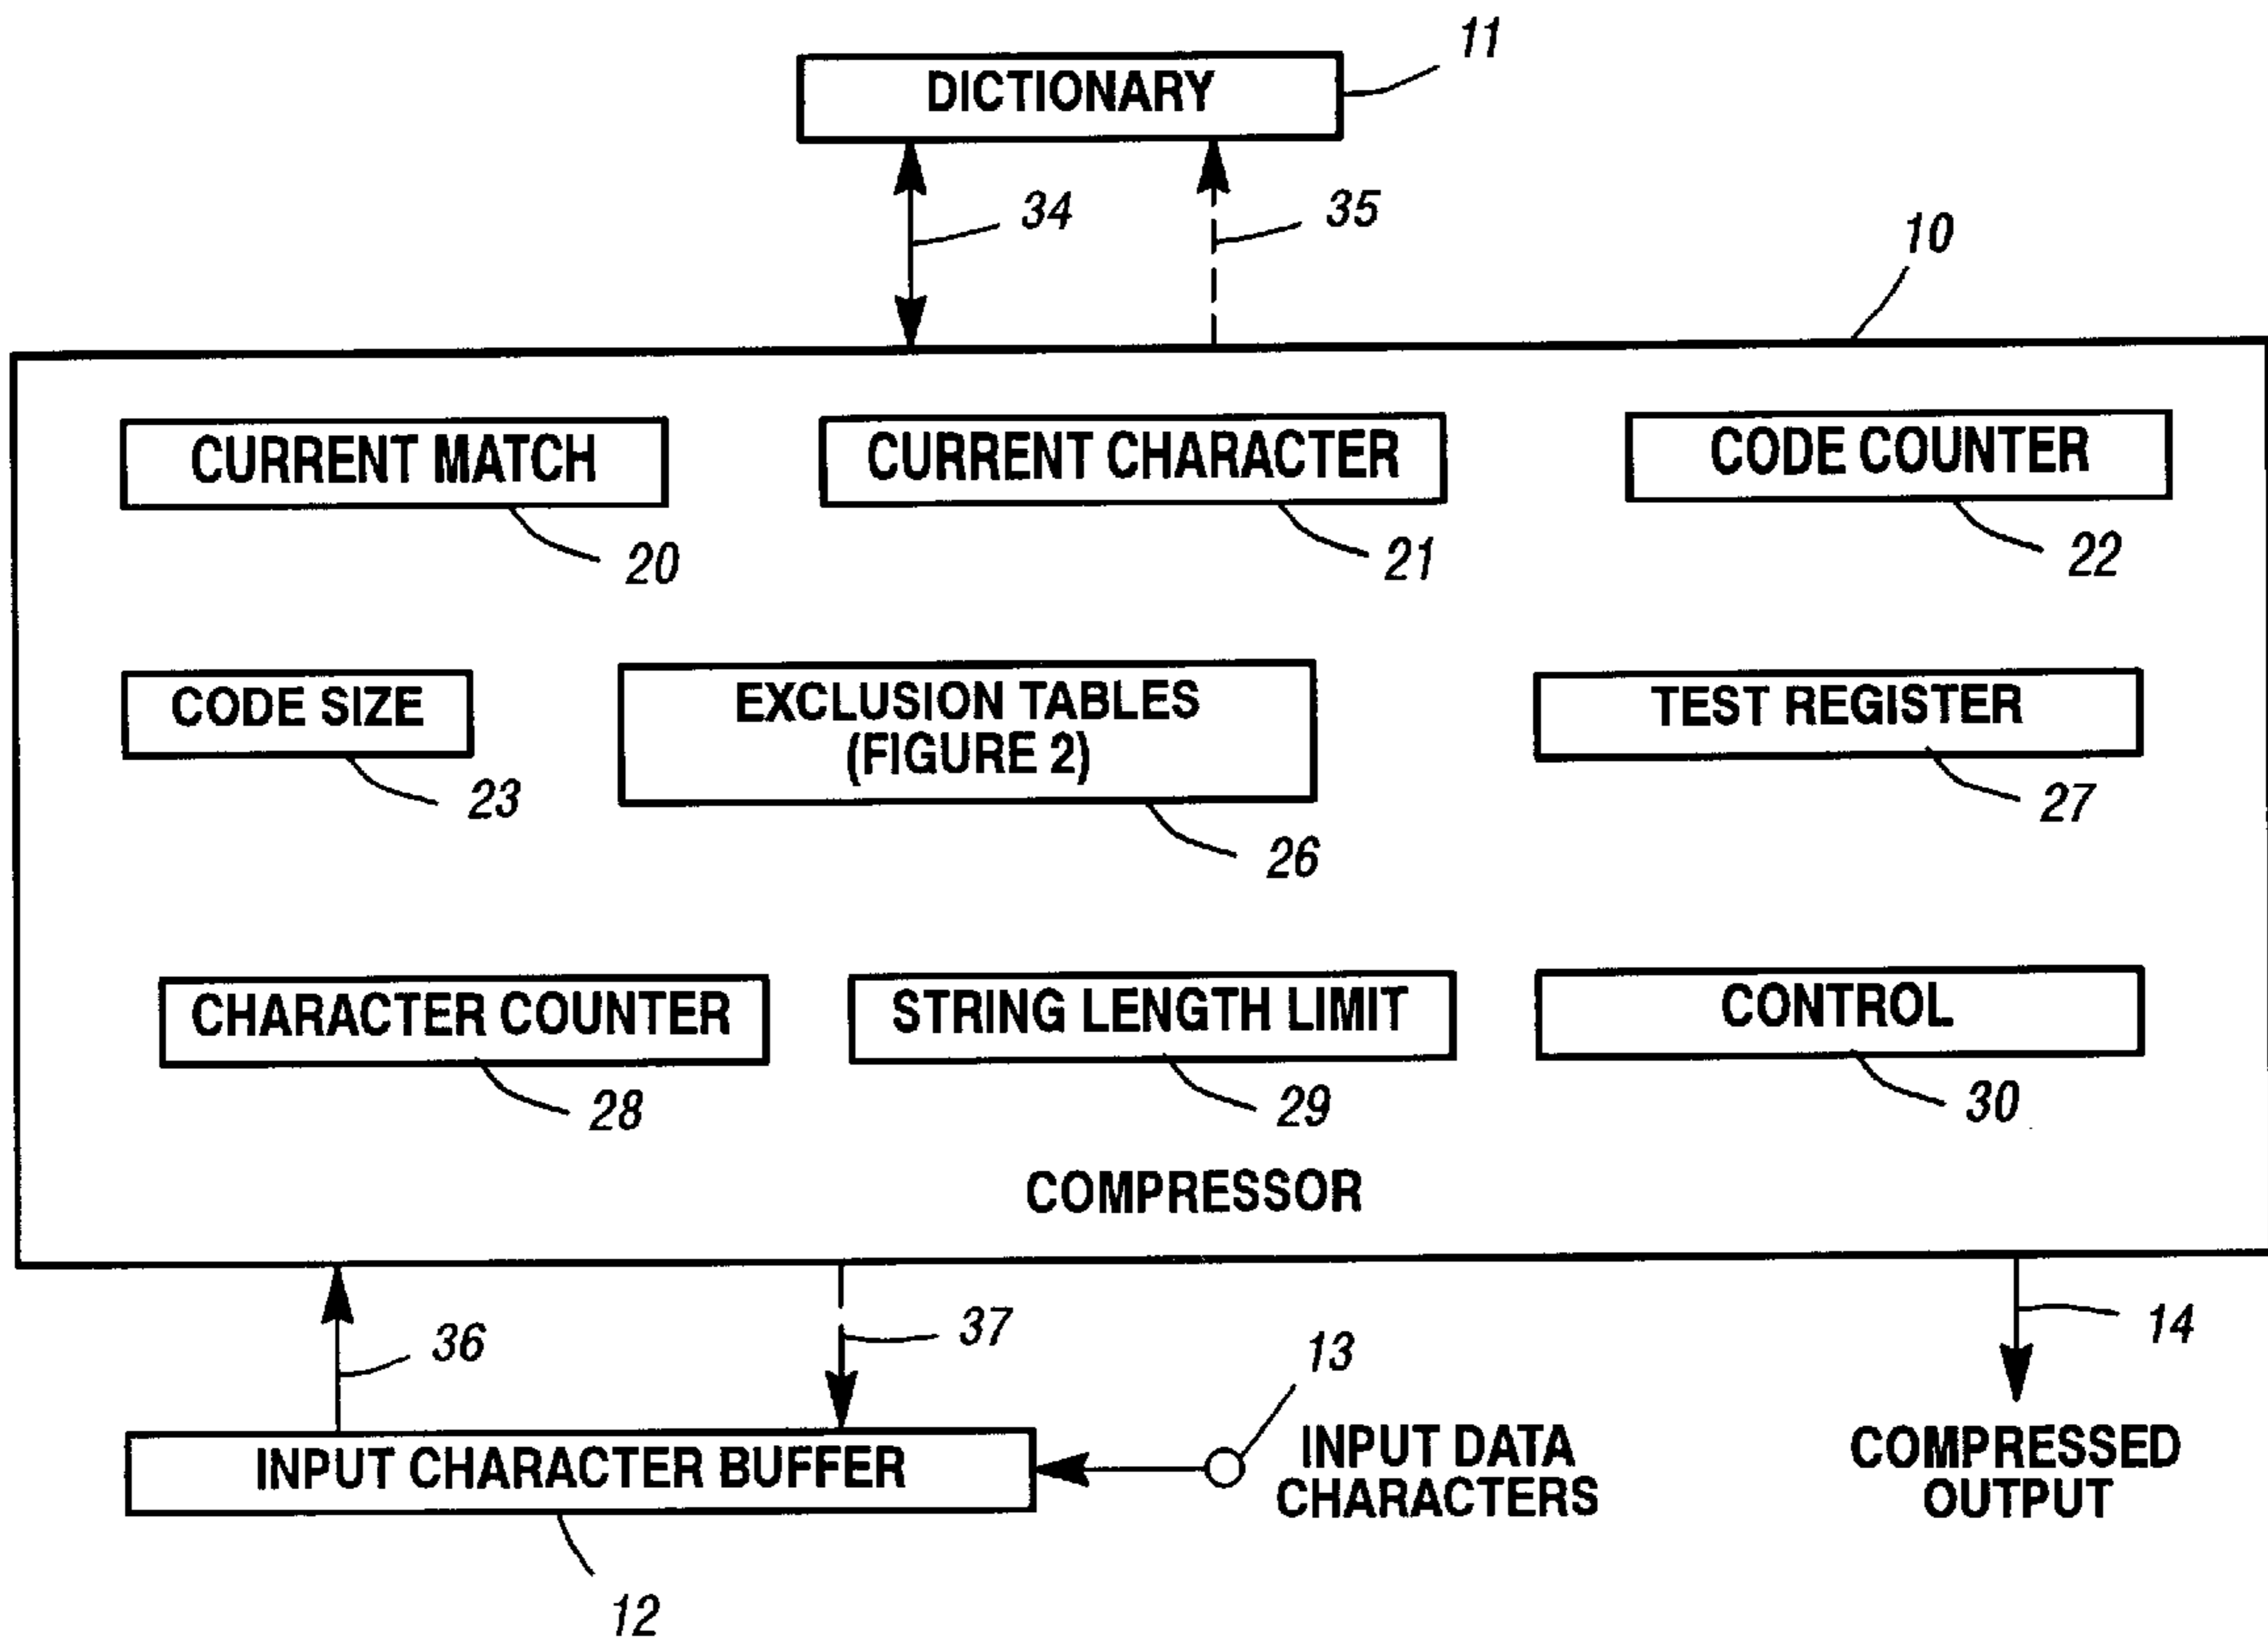 11
DICTIONARY
34
35
10
CURRENT MATCH
CURRENT CHARACTER
CODE COUNTER
20
21
22
CODE SIZE
EXCLUSION TABLES
(FIGURE 2)
TEST REGISTER
23
26
27
CHARACTER COUNTER
STRING LENGTH LIMIT
CONTROL
28
29
30
COMPRESSOR
36
37
13
14
INPUT CHARACTER BUFFER
INPUT DATA
CHARACTERS
COMPRESSED
OUTPUT
12